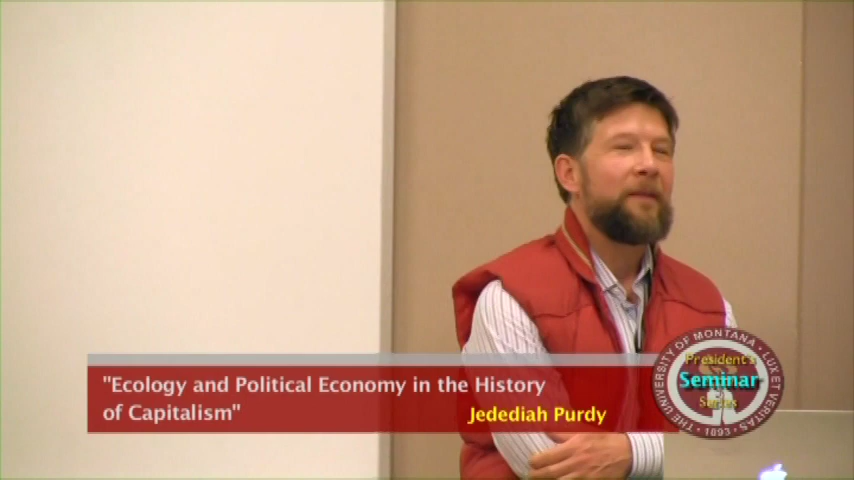 "Ecology and Political Economy in the History
of Capitalism"
Jedediah Purdy
THE UNIVERSITY OF MONTANA · LUX ET VERITAS ·
President's
Seminar
Series
1893